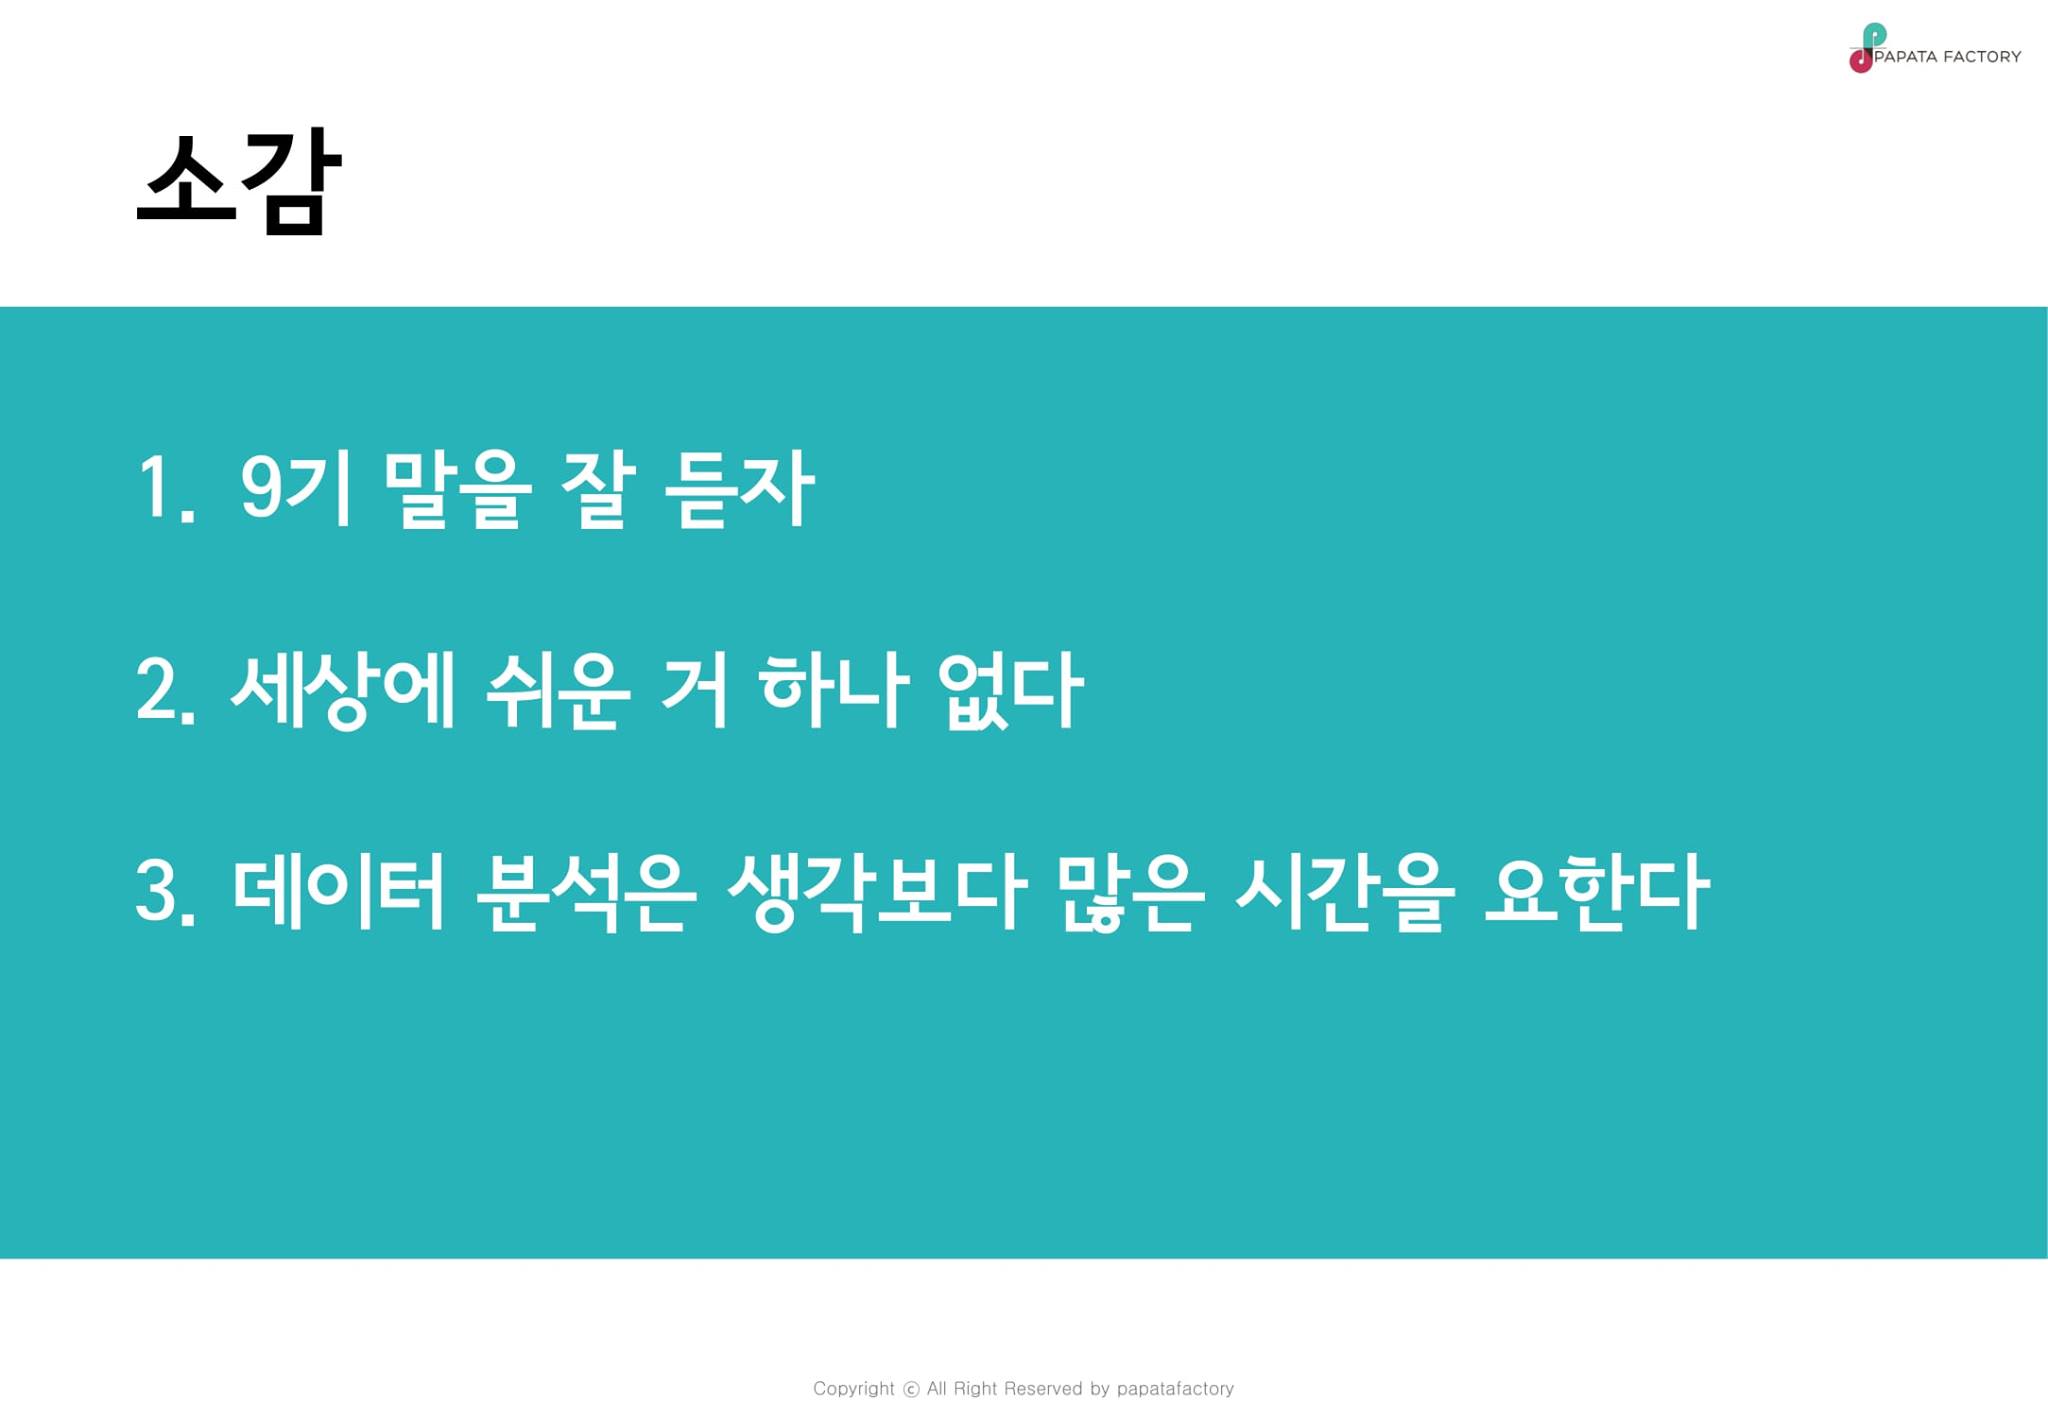 PAPATA FACTORY
소감
1. 9기 말을 잘 듣자
2. 세상에 쉬운 거 하나 없다
3. 데이터 분석은 생각보다 많은 시간을 요한다
Copyright ⓒ All Right Reserved by papatafactory